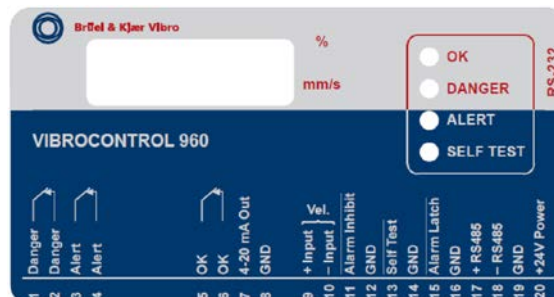 Brüel & Kjær Vibro
%
mm/s
OK
DANGER
ALERT
SELF TEST
RS-232
VIBROCONTROL 960
Vel.
1 Danger
2 Danger
3 Alert
4 Alert
5 OK
6 OK
7 4-20 mA Out
8 GND
9 + Input
10 – Input
11 Alarm Inhibit
12 GND
13 Self Test
14 GND
15 Alarm Latch
16 GND
17 + RS485
18 – RS485
19 GND
20 +24V Power